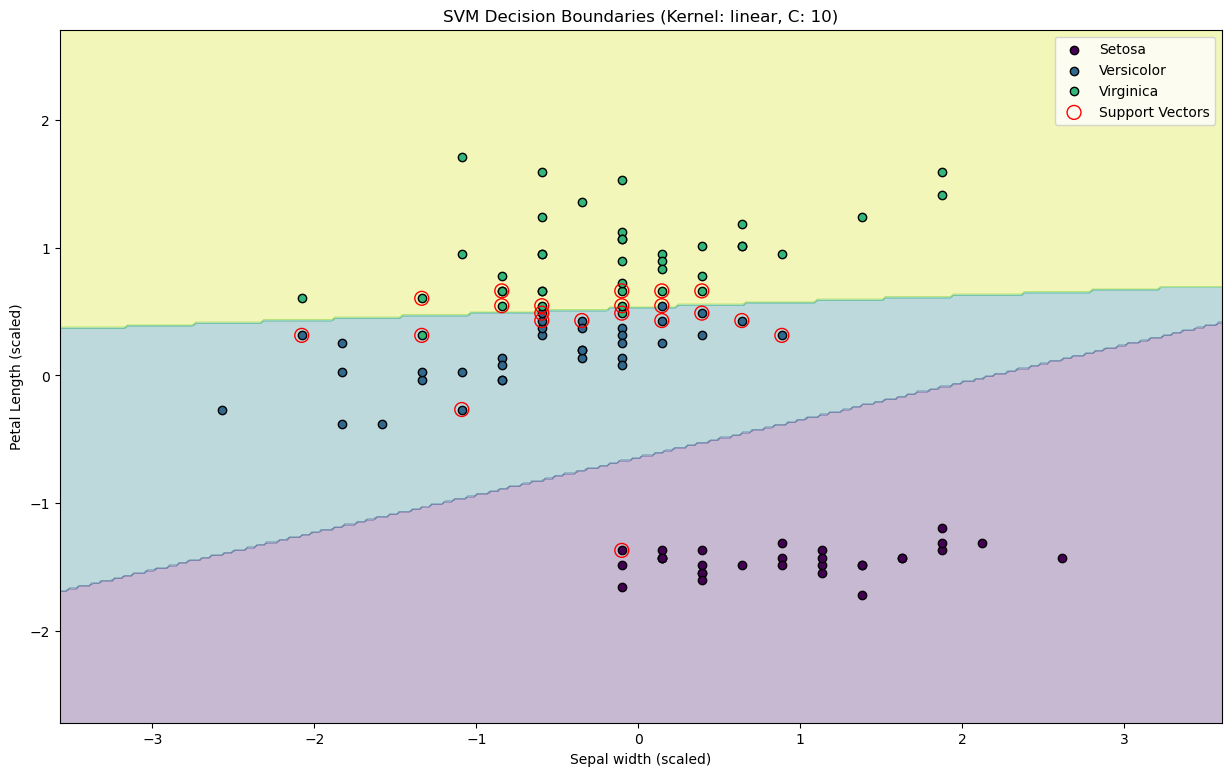 SVM Decision Boundaries (Kernel: linear, C: 10)
Setosa
Versicolor
Virginica
Support Vectors
2
1
0
−1
−2
Petal Length (scaled)
−3
−2
−1
0
1
2
3
Sepal width (scaled)